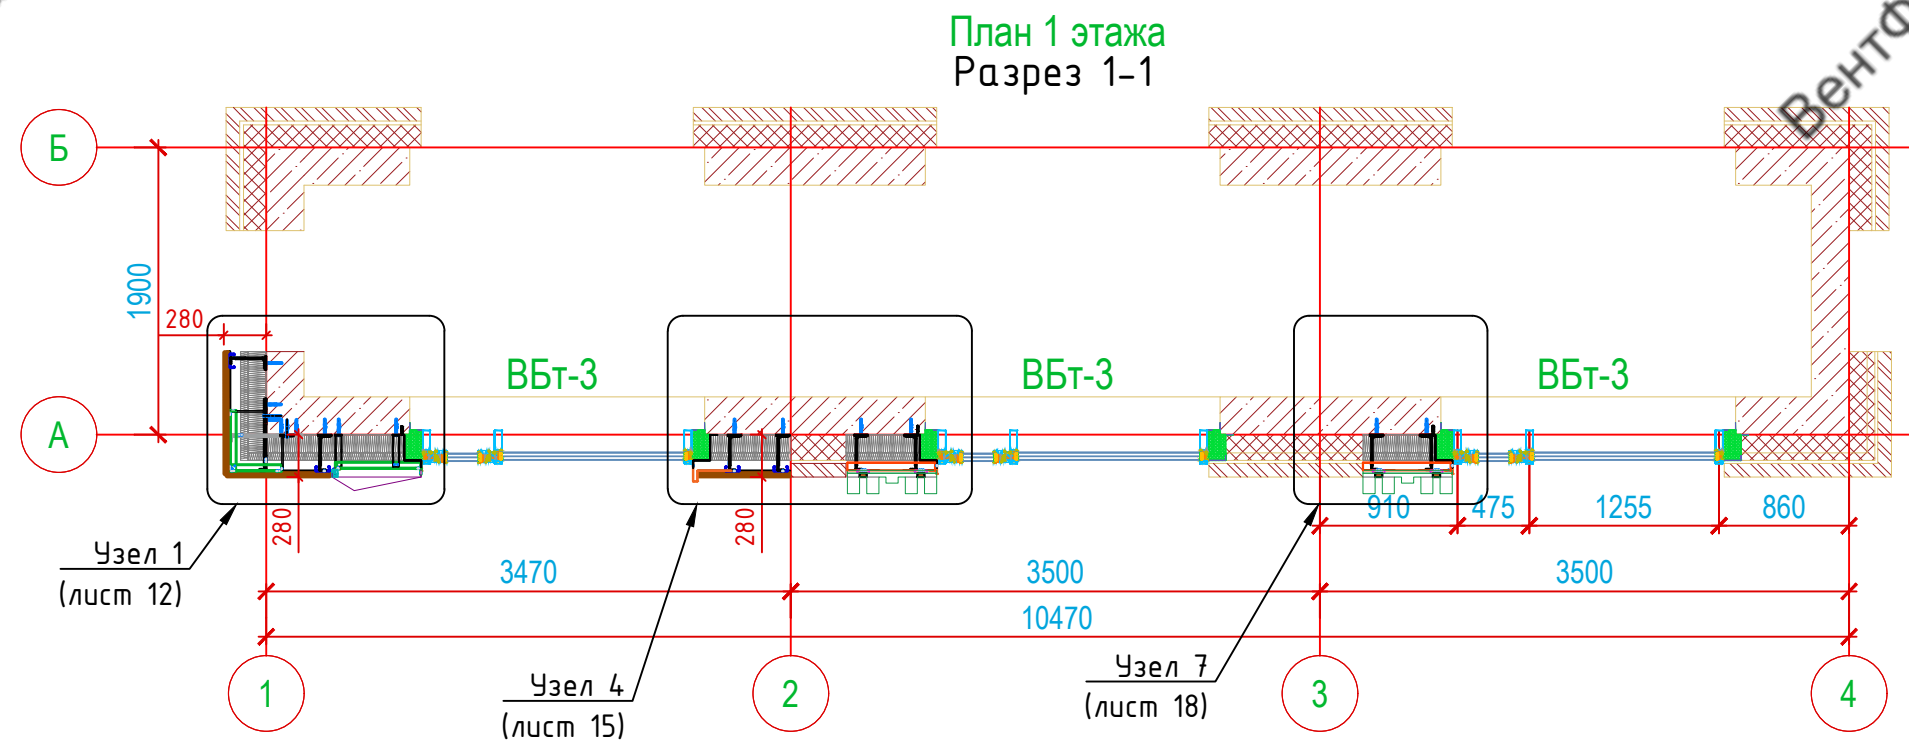 План 1 этажа
Разрез 1-1
ВентФ
Б
1900
280
ВБт-3
ВБт-3
ВБт-3
А
910
475
1255
860
280
280
Узел 1
(лист 12)
3470
3500
3500
10470
Узел 4
(лист 15)
Узел 7
(лист 18)
1
2
3
4